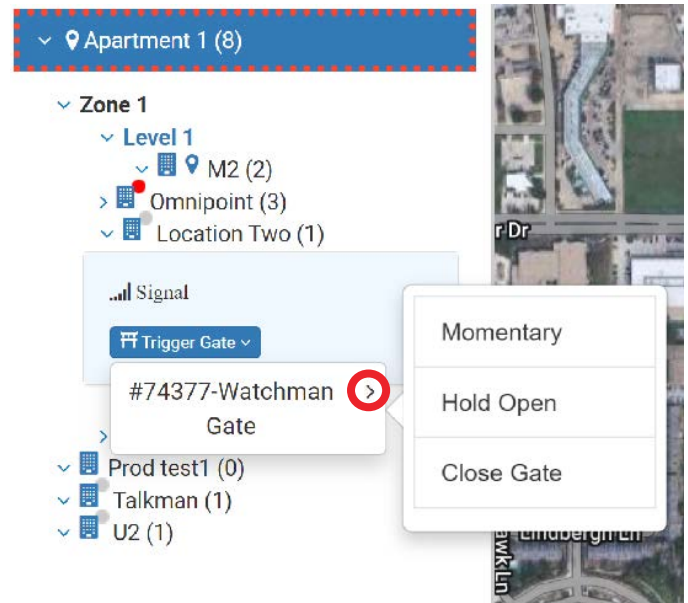 Apartment 1 (8)
Zone 1
Level 1
M2 (2)
Omnipoint (3)
Location Two (1)
Signal
Trigger Gate
#74377-Watchman
Gate
Momentary
Hold Open
Close Gate
Prod test1 (0)
Talkman (1)
U2 (1)
r Dr
Lindbergh Ln
awk Ln